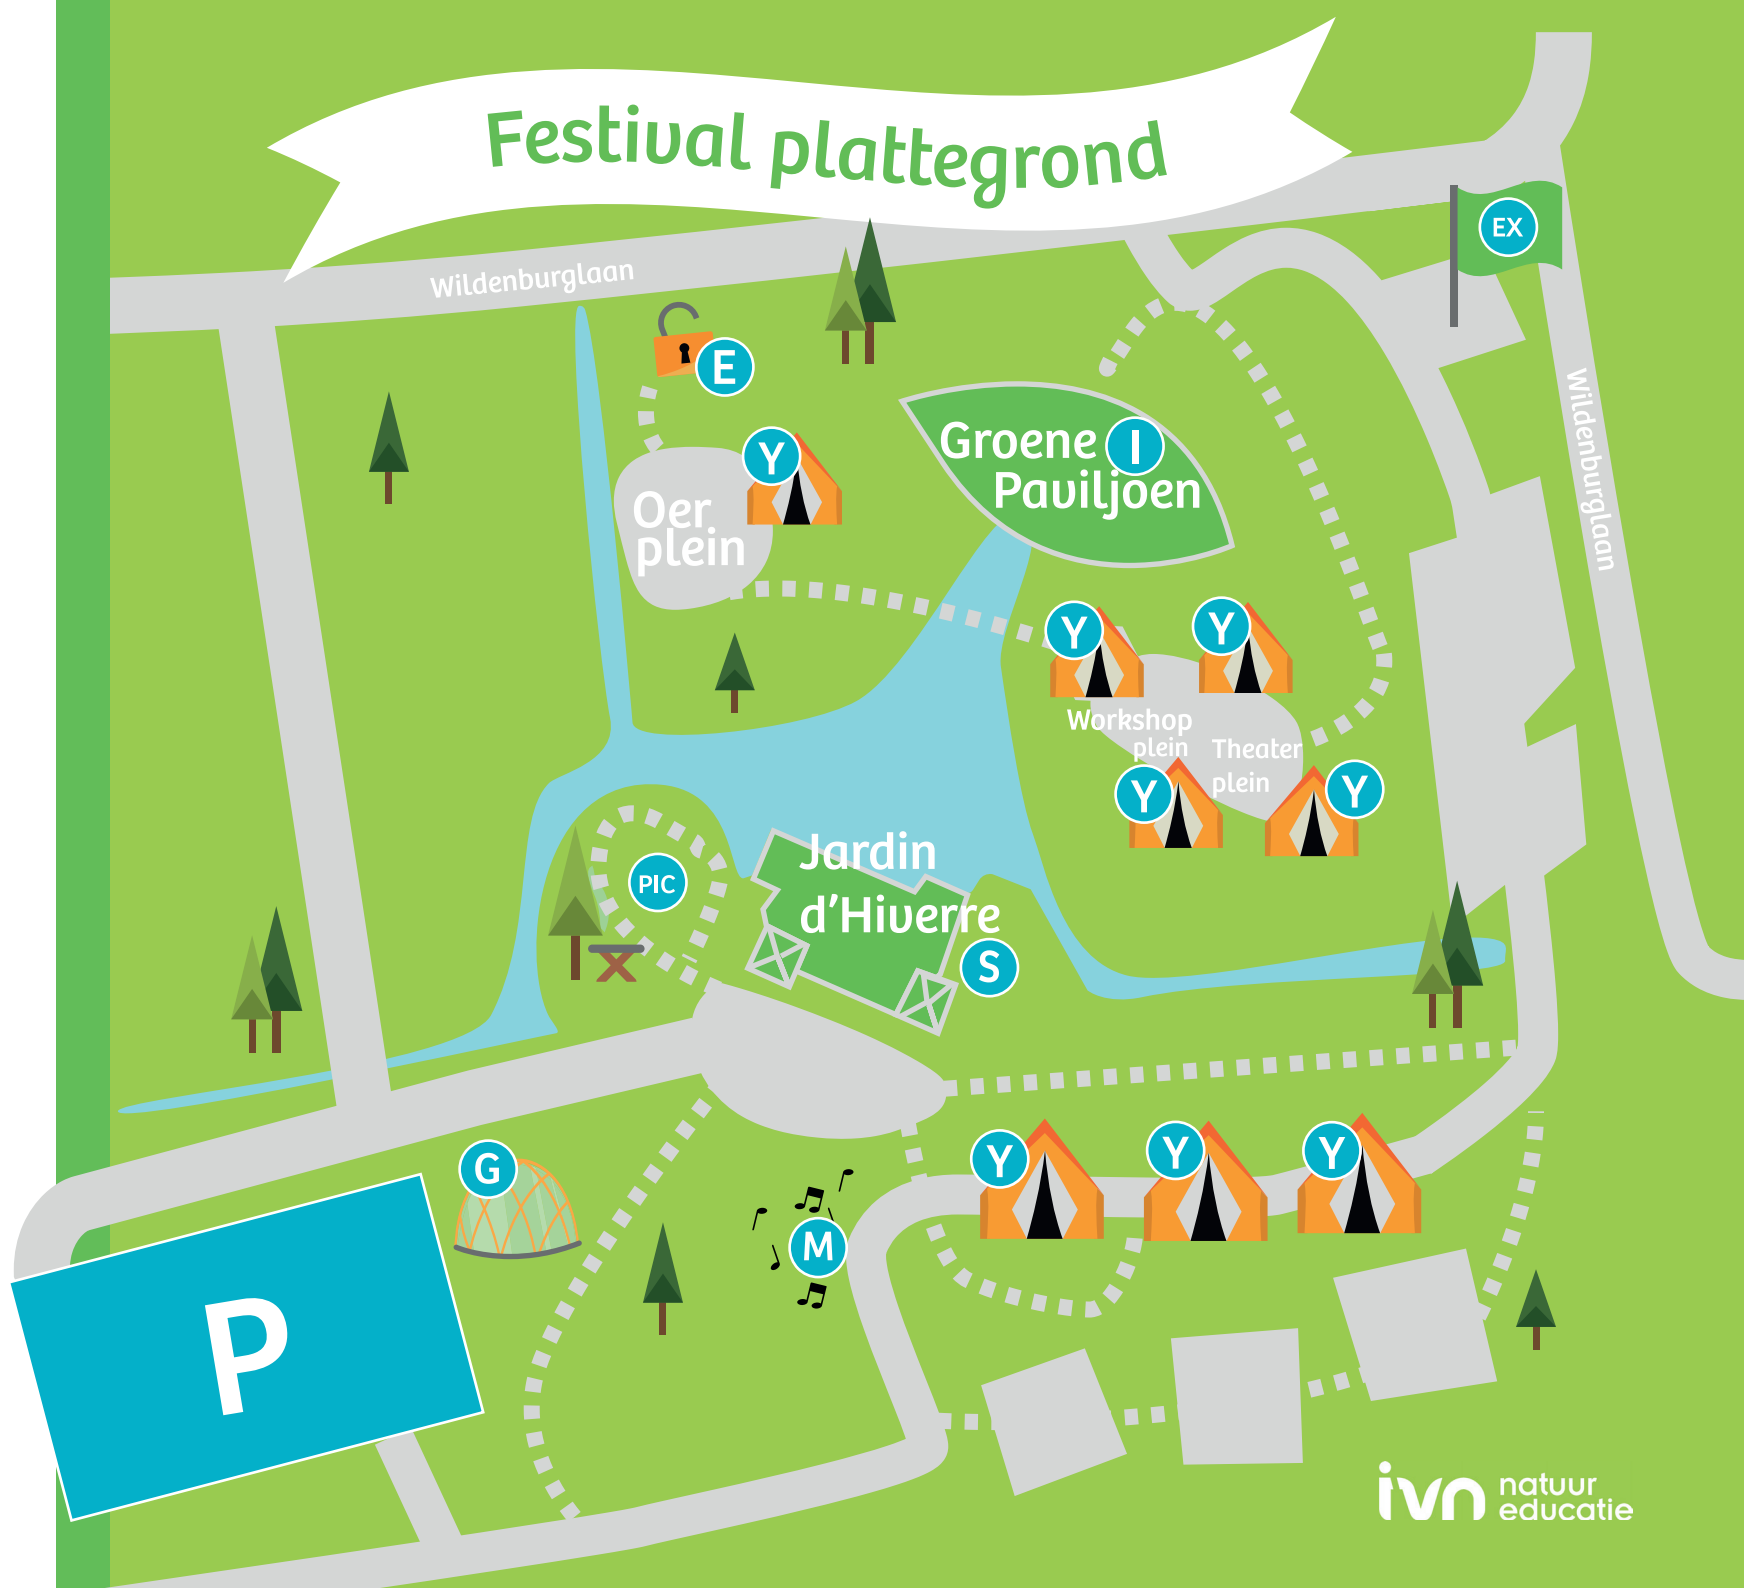 Festival plattegrond
EX
Wildenburglaan
E
Wildenburglaan
Groene I
Paviljoen
Y
Oer
plein
Y
Y
Workshop
plein
Theater
plein
Y
Y
Jardin
d'Hiverre
PIC
S
G
Y
Y
Y
M
P
ivn natuur
educatie